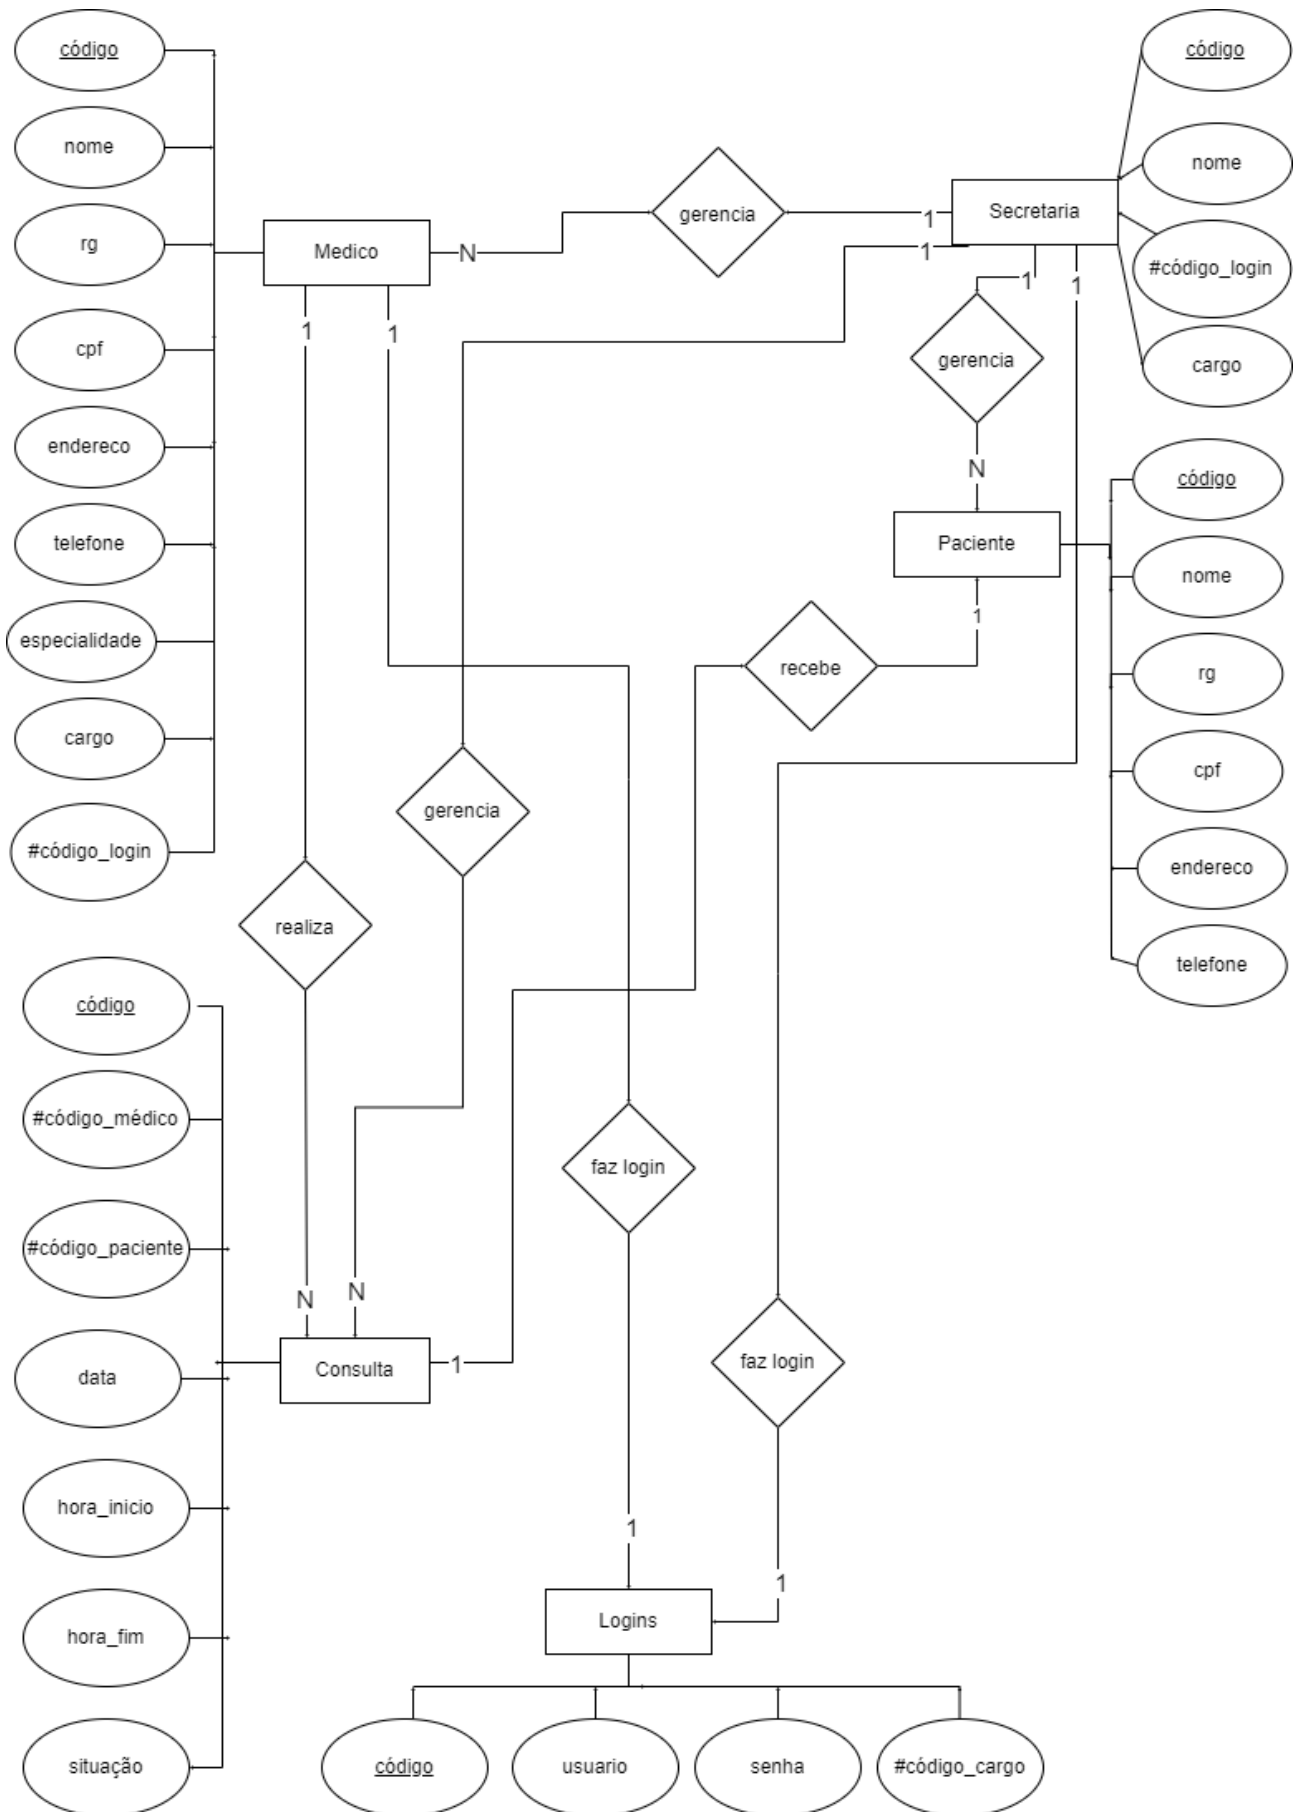 código
nome
rg
cpf
endereco
telefone
especialidade
cargo
#código_login
Medico
N
gerencia
1
Secretaria
código
nome
#código_login
cargo
1
1
1
1
1
gerencia
N
Paciente
código
nome
rg
cpf
endereco
telefone
1
recebe
gerencia
realiza
código
#código_médico
#código_paciente
data
hora_inicio
hora_fim
situação
N
N
Consulta
1
faz login
faz login
1
1
Logins
código
usuario
senha
#código_cargo